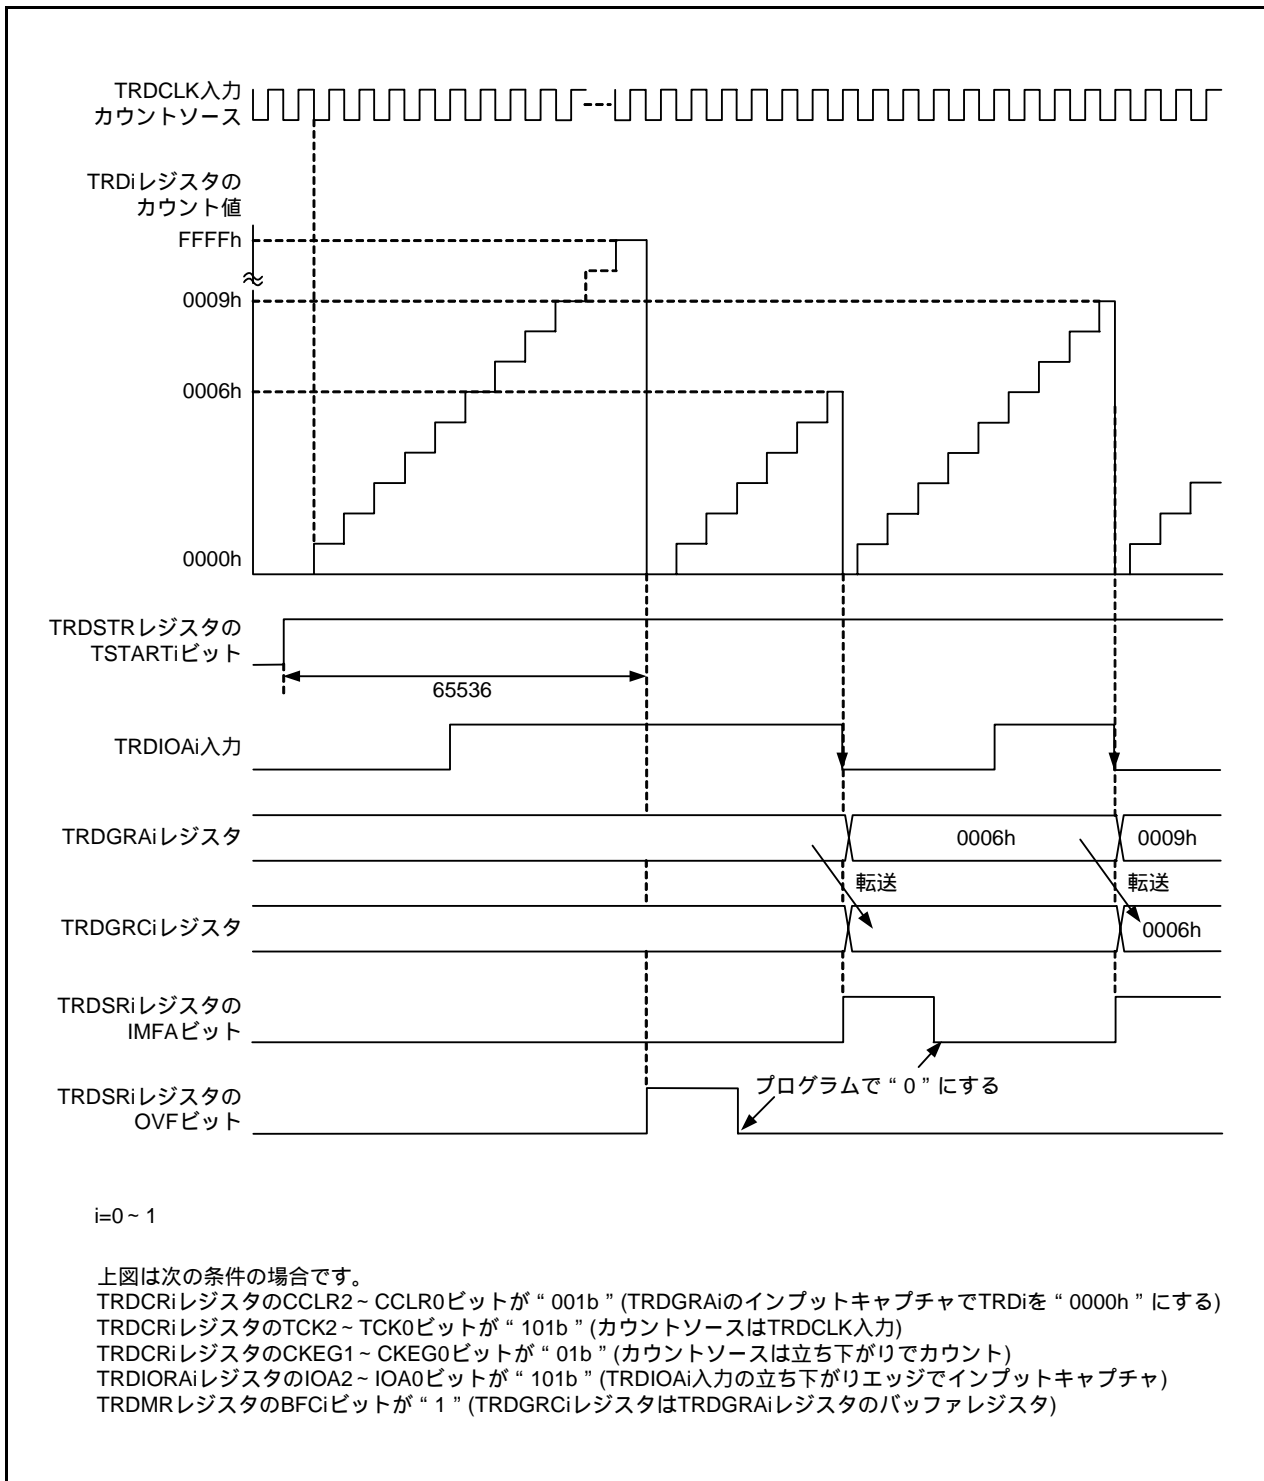 TRDCLK入力
カウントソース
TRDiレジスタの
カウント値
FFFFh
0009h
0006h
0000h
TRDSTRレジスタの
TSTARTiビット
65536
TRDIOAi入力
TRDGRAiレジスタ
0006h
0009h
転送
転送
TRDGRCiレジスタ
0006h
TRDSRiレジスタの
IMFAビット
プログラムで“0”にする
TRDSRiレジスタの
OVFビット
i=0~1
上図は次の条件の場合です。
TRDCRiレジスタのCCLR2~CCLR0ビットが“001b”(TRDGRAiのインプットキャプチャでTRDiを“0000h”にする)
TRDCRiレジスタのTCK2~TCK0ビットが“101b”(カウントソースはTRDCLK入力)
TRDCRiレジスタのCKEG1~CKEG0ビットが“01b”(カウントソースは立ち下がりでカウント)
TRDIORAiレジスタのIOA2~IOA0ビットが“101b”(TRDIOAi入力の立ち下がりエッジでインプットキャプチャ)
TRDMRレジスタのBFCiビットが“1”(TRDGRCiレジスタはTRDGRAiレジスタのバッファレジスタ)